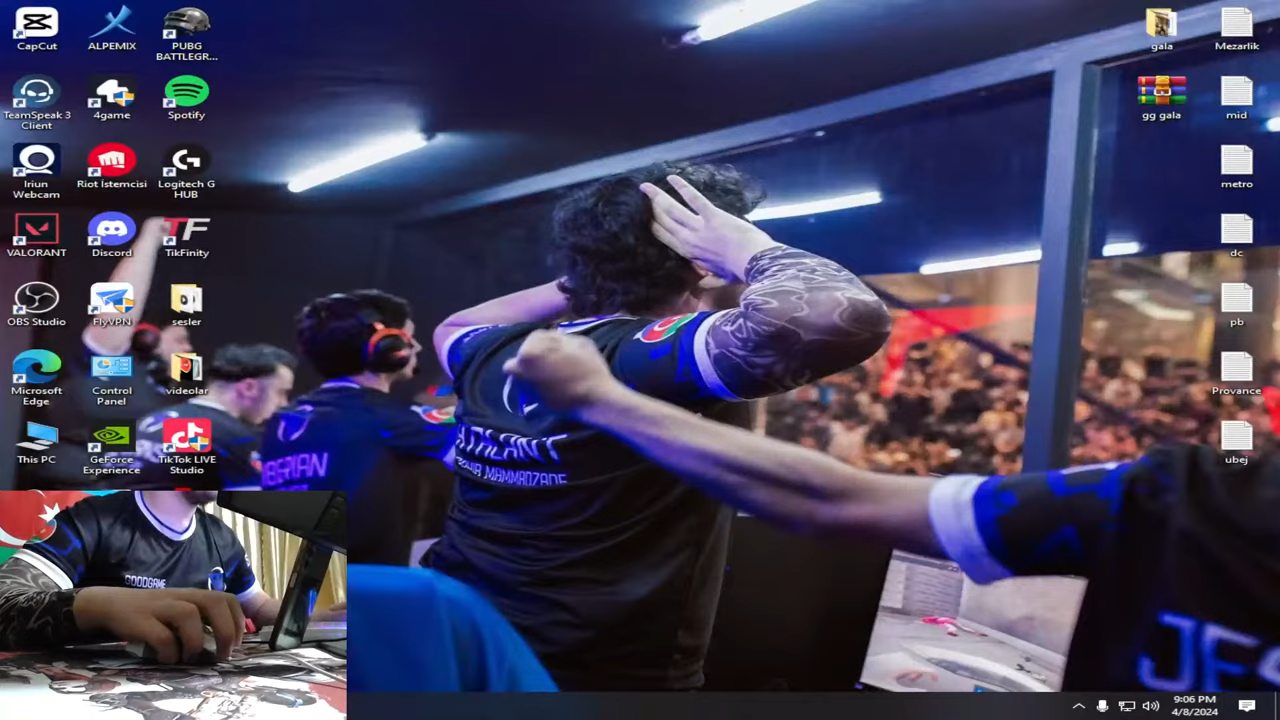 CapCut
ALPEMIX
PUBG
BATTLEGR...
TeamSpeak 3
Client
4game
Spotify
Iriun
Webcam
Riot Istemcisi
Logitech G
HUB
VALORANT
Discord
TikFinity
OBS Studio
FlyVPN
sesler
Microsoft
Edge
Control
Panel
videolar
This PC
GeForce
Experience
TikTok LIVE
Studio
gala
Mezarlik
gg gala
mid
metro
dc
pb
Provance
ubej
MAMMADZADE
GOODGAME
9:06 PM
4/8/2024